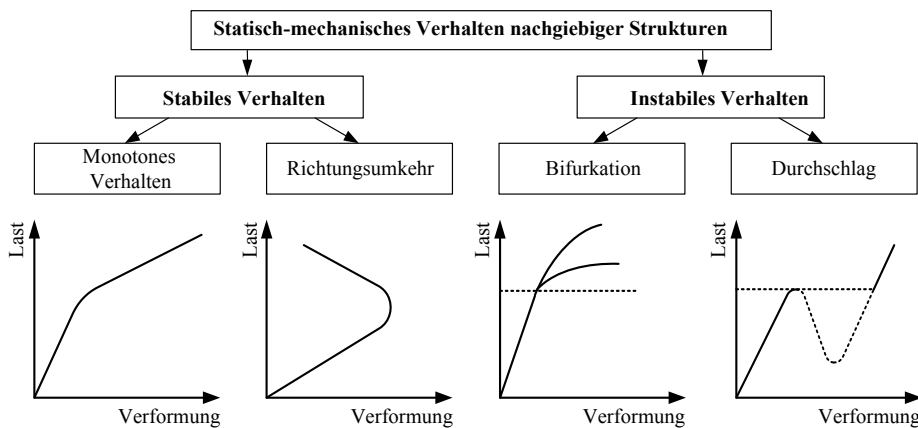 Statisch-mechanisches Verhalten nachgiebiger Strukturen
Stabiles Verhalten
Instabiles Verhalten
Monotones
Verhalten
Richtungsumkehr
Bifurkation
Durchschlag
Last
Verformung
Last
Verformung
Last
Verformung
Last
Verformung